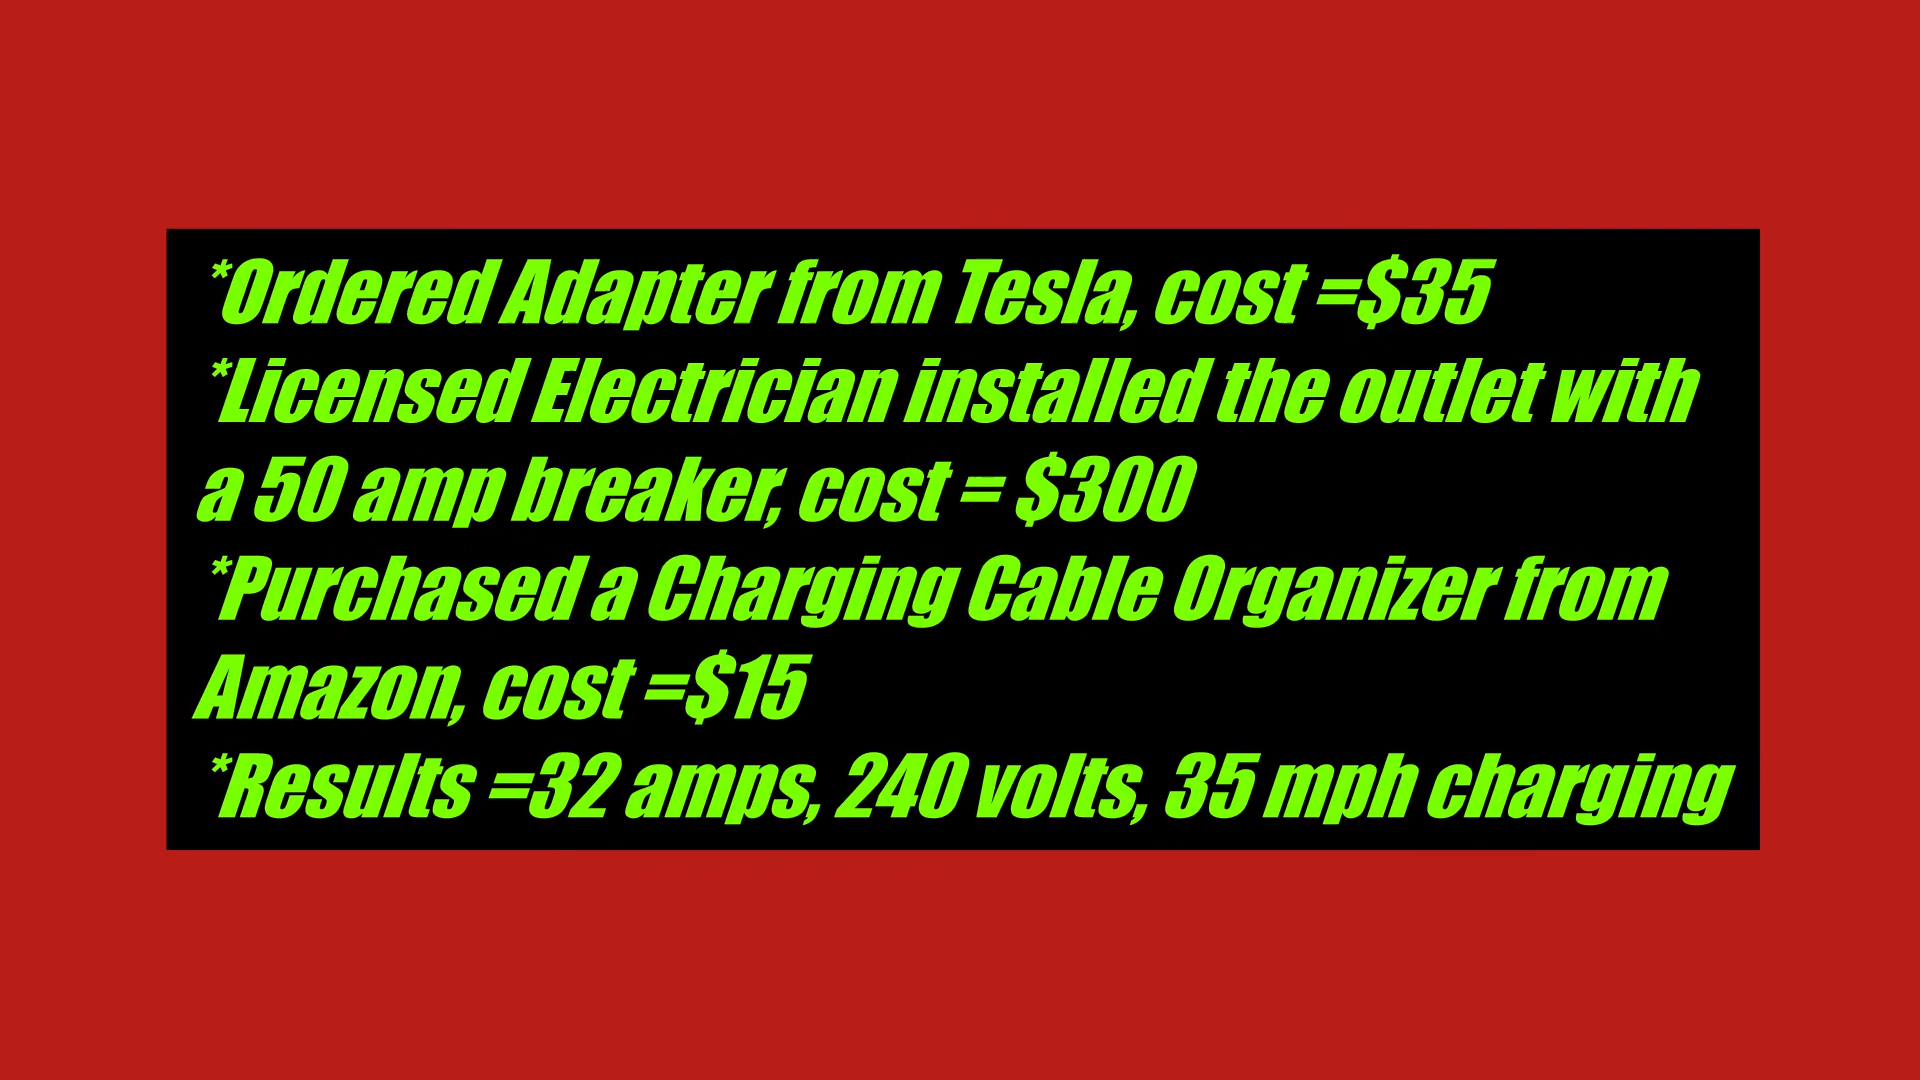 *Ordered Adapter from Tesla, cost =$35
*Licensed Electrician installed the outlet with
a 50 amp breaker, cost = $300
*Purchased a Charging Cable Organizer from
Amazon, cost =$15
*Results =32 amps, 240 volts, 35 mph charging